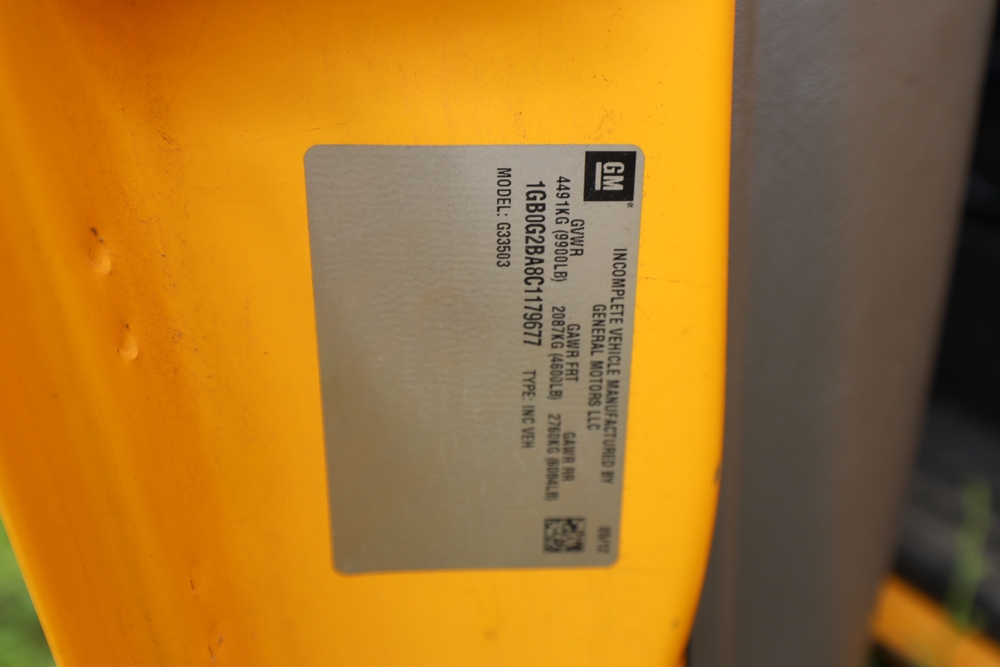 GM
INCOMPLETE VEHICLE MANUFACTURED BY
GENERAL MOTORS LLC
05/12
GVWR GAWR FRT GAWR RR
4491KG (9900LB) 2087KG (4600LB) 2760KG (6084LB)
1GB0G2BA8C1179677 TYPE: INC VEH
MODEL: G33503